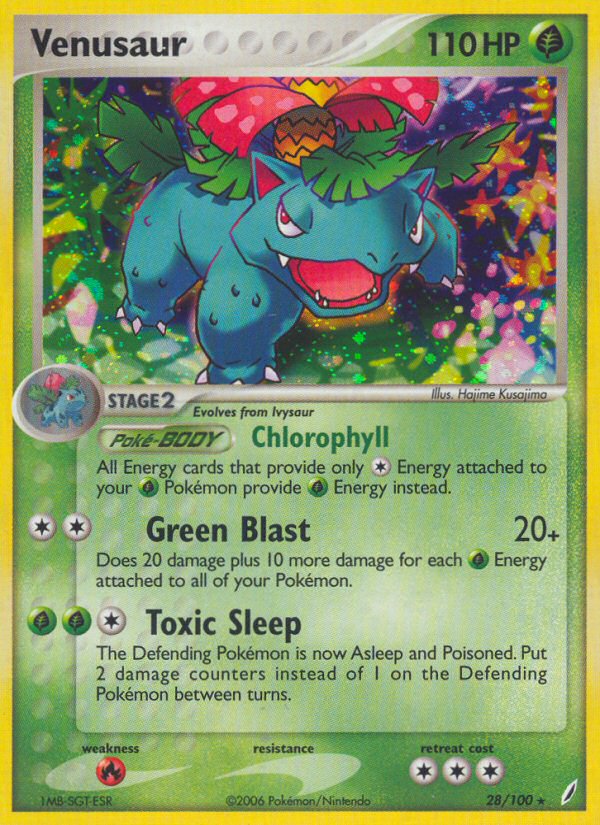 Venusaur 110 HP
Illus. Hajime Kusajima
STAGE 2
Evolves from Ivysaur
Poké-BODY Chlorophyll
All Energy cards that provide only Energy attached to
your Pokémon provide Energy instead.
Green Blast 20+
Does 20 damage plus 10 more damage for each Energy
attached to all of your Pokémon.
Toxic Sleep
The Defending Pokémon is now Asleep and Poisoned. Put
2 damage counters instead of 1 on the Defending
Pokémon between turns.
weakness resistance retreat cost
1MB-SGT-ESR ©2006 Pokémon/Nintendo 28/100 ★